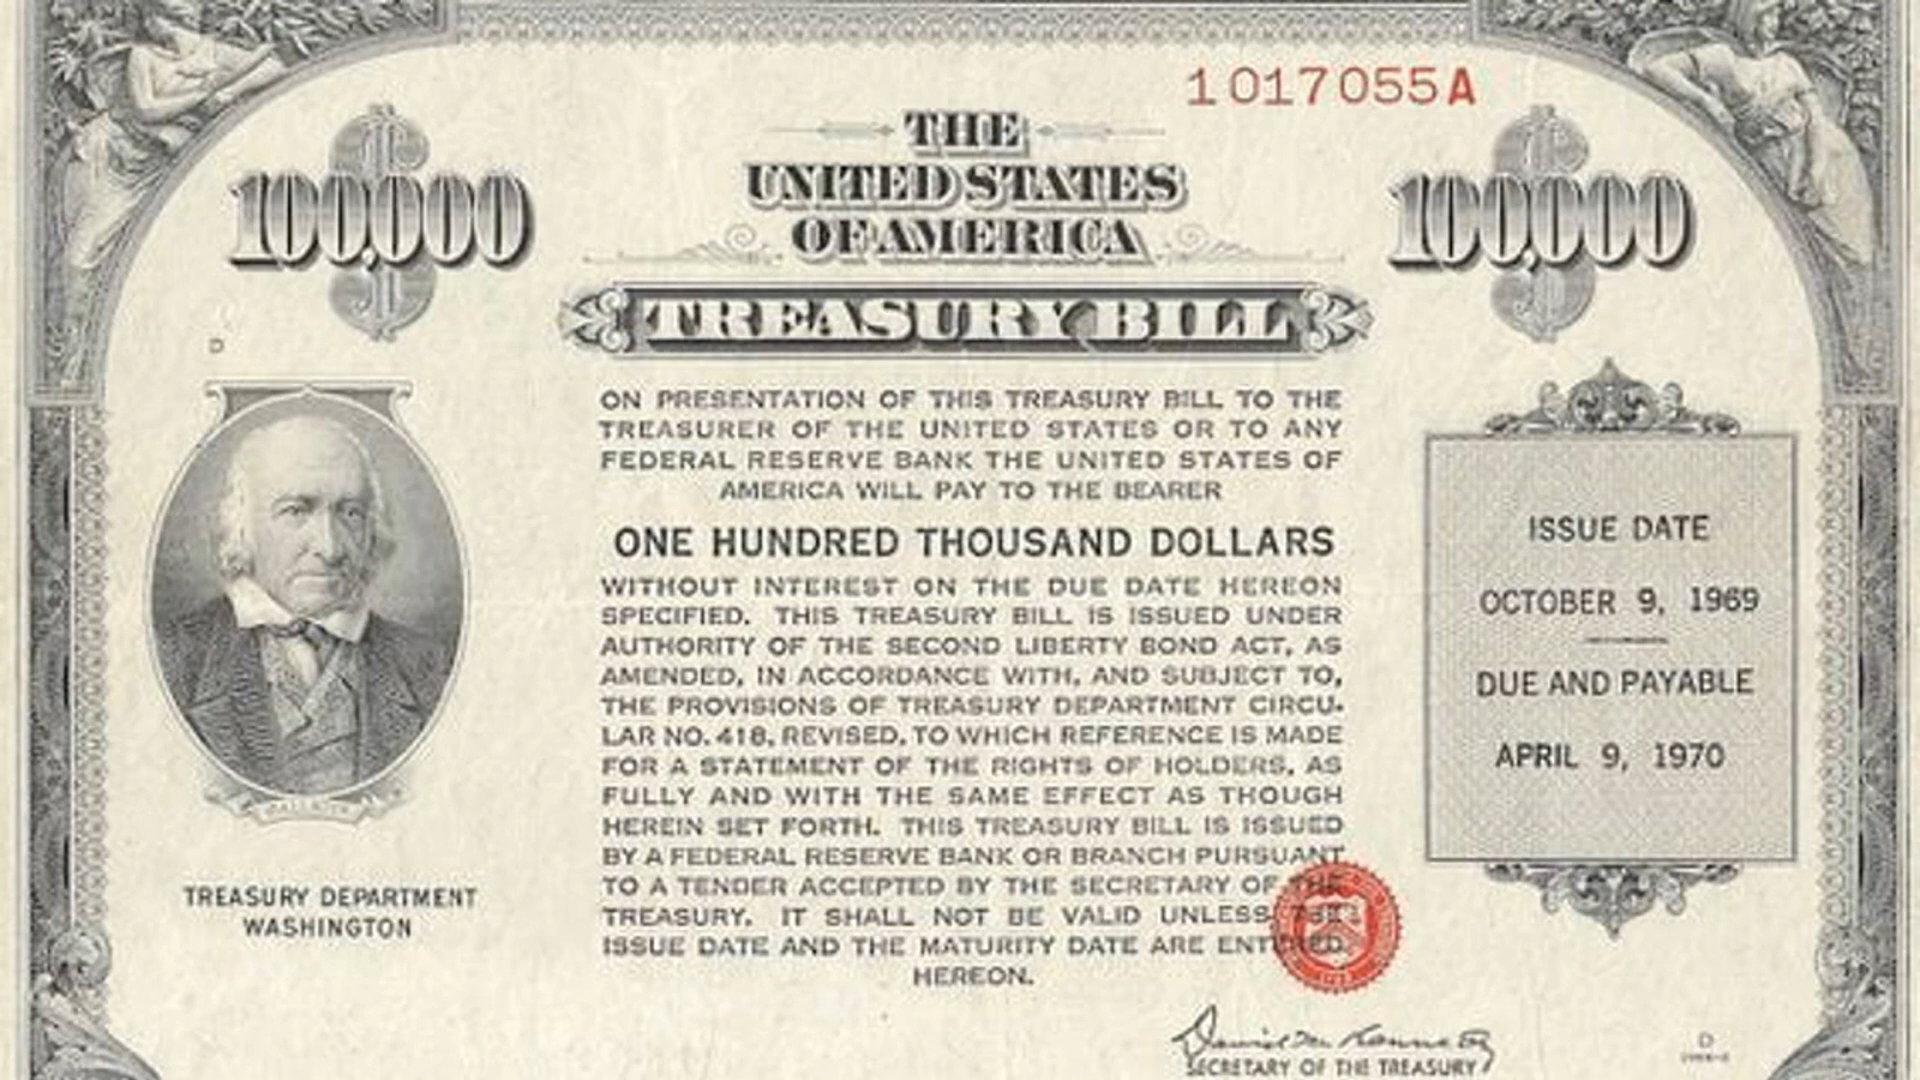 1017055A
THE
UNITED STATES
OF AMERICA
100,000
100,000
TREASURY BILL
D
ON PRESENTATION OF THIS TREASURY BILL TO THE
TREASURER OF THE UNITED STATES OR TO ANY
FEDERAL RESERVE BANK THE UNITED STATES OF
AMERICA WILL PAY TO THE BEARER
ONE HUNDRED THOUSAND DOLLARS
WITHOUT INTEREST ON THE DUE DATE HEREON
SPECIFIED. THIS TREASURY BILL IS ISSUED UNDER
AUTHORITY OF THE SECOND LIBERTY BOND ACT, AS
AMENDED, IN ACCORDANCE WITH, AND SUBJECT TO,
THE PROVISIONS OF TREASURY DEPARTMENT CIRCU-
LAR NO. 418, REVISED, TO WHICH REFERENCE IS MADE
FOR A STATEMENT OF THE RIGHTS OF HOLDERS, AS
FULLY AND WITH THE SAME EFFECT AS THOUGH
HEREIN SET FORTH. THIS TREASURY BILL IS ISSUED
BY A FEDERAL RESERVE BANK OR BRANCH PURSUANT
TO A TENDER ACCEPTED BY THE SECRETARY OF THE
TREASURY. IT SHALL NOT BE VALID UNLESS THE
ISSUE DATE AND THE MATURITY DATE ARE ENTERED
HEREON.
ISSUE DATE
OCTOBER 9, 1969
DUE AND PAYABLE
APRIL 9, 1970
TREASURY DEPARTMENT
WASHINGTON
David M. Kennedy
SECRETARY OF THE TREASURY
D